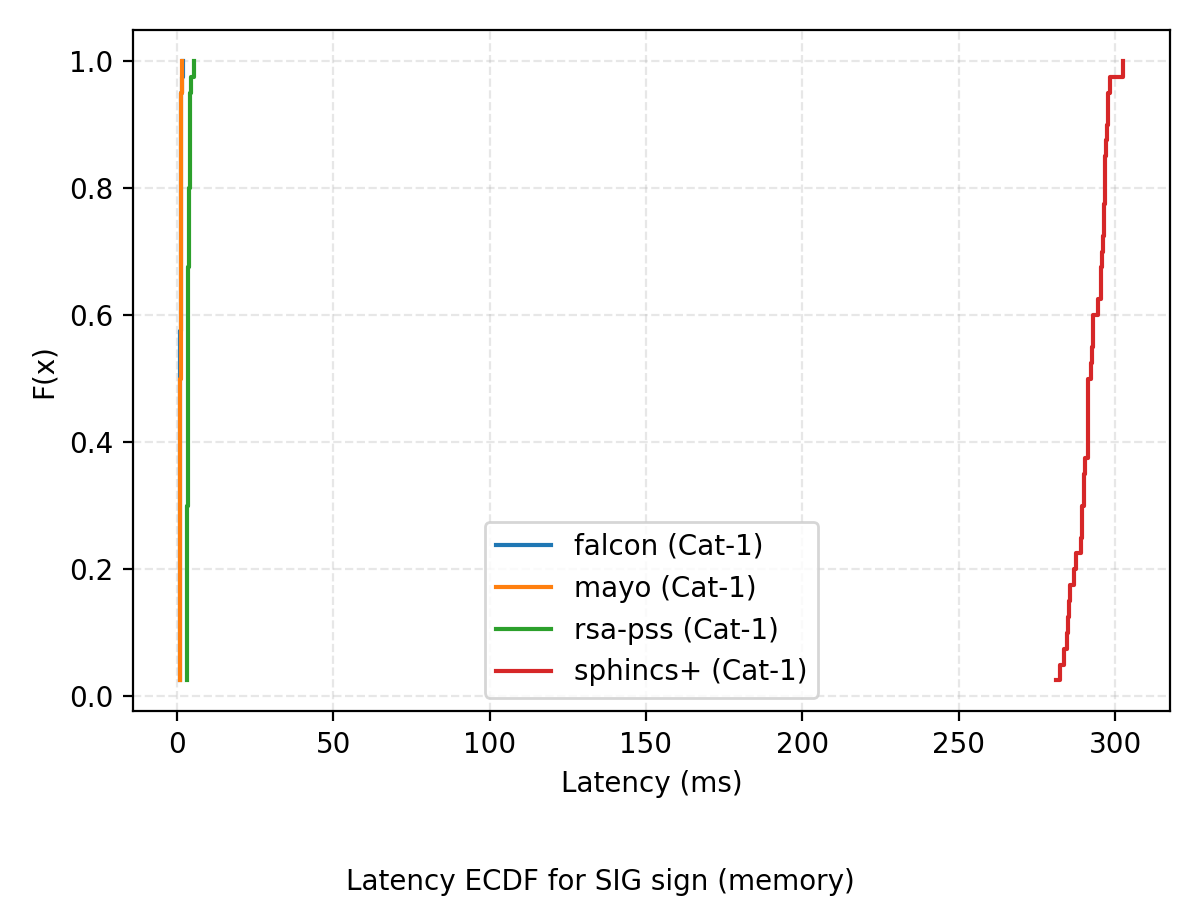 1.0
0.8
0.6
0.4
0.2
0.0
F(x)
falcon (Cat-1)
mayo (Cat-1)
rsa-pss (Cat-1)
sphincs+ (Cat-1)
0 50 100 150 200 250 300
Latency (ms)
Latency ECDF for SIG sign (memory)